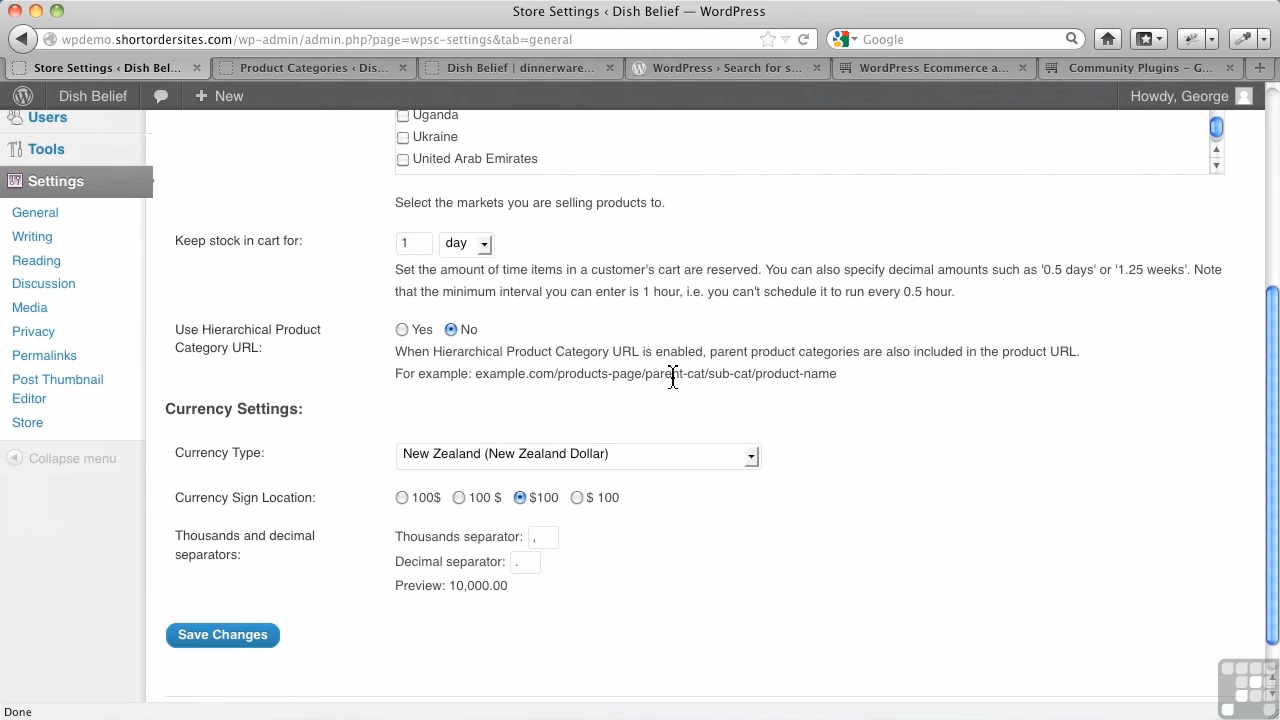 Store Settings ‹ Dish Belief — WordPress
wpdemo.shortordersites.com/wp-admin/admin.php?page=wpsc-settings&tab=general
Google
Store Settings ‹ Dish Bel...
Product Categories ‹ Dis...
Dish Belief | dinnerware...
WordPress › Search for s...
WordPress Ecommerce a...
Community Plugins – G...
Dish Belief
New
Howdy, George
Users
Tools
Settings
General
Writing
Reading
Discussion
Media
Privacy
Permalinks
Post Thumbnail
Editor
Store
Collapse menu
Uganda
Ukraine
United Arab Emirates
Select the markets you are selling products to.
Keep stock in cart for:
1 day
Set the amount of time items in a customer's cart are reserved. You can also specify decimal amounts such as '0.5 days' or '1.25 weeks'. Note
that the minimum interval you can enter is 1 hour, i.e. you can't schedule it to run every 0.5 hour.
Use Hierarchical Product
Category URL:
Yes No
When Hierarchical Product Category URL is enabled, parent product categories are also included in the product URL.
For example: example.com/products-page/parent-cat/sub-cat/product-name
Currency Settings:
Currency Type:
New Zealand (New Zealand Dollar)
Currency Sign Location:
100$ 100 $ $100 $ 100
Thousands and decimal
separators:
Thousands separator: ,
Decimal separator: .
Preview: 10,000.00
Save Changes
Done